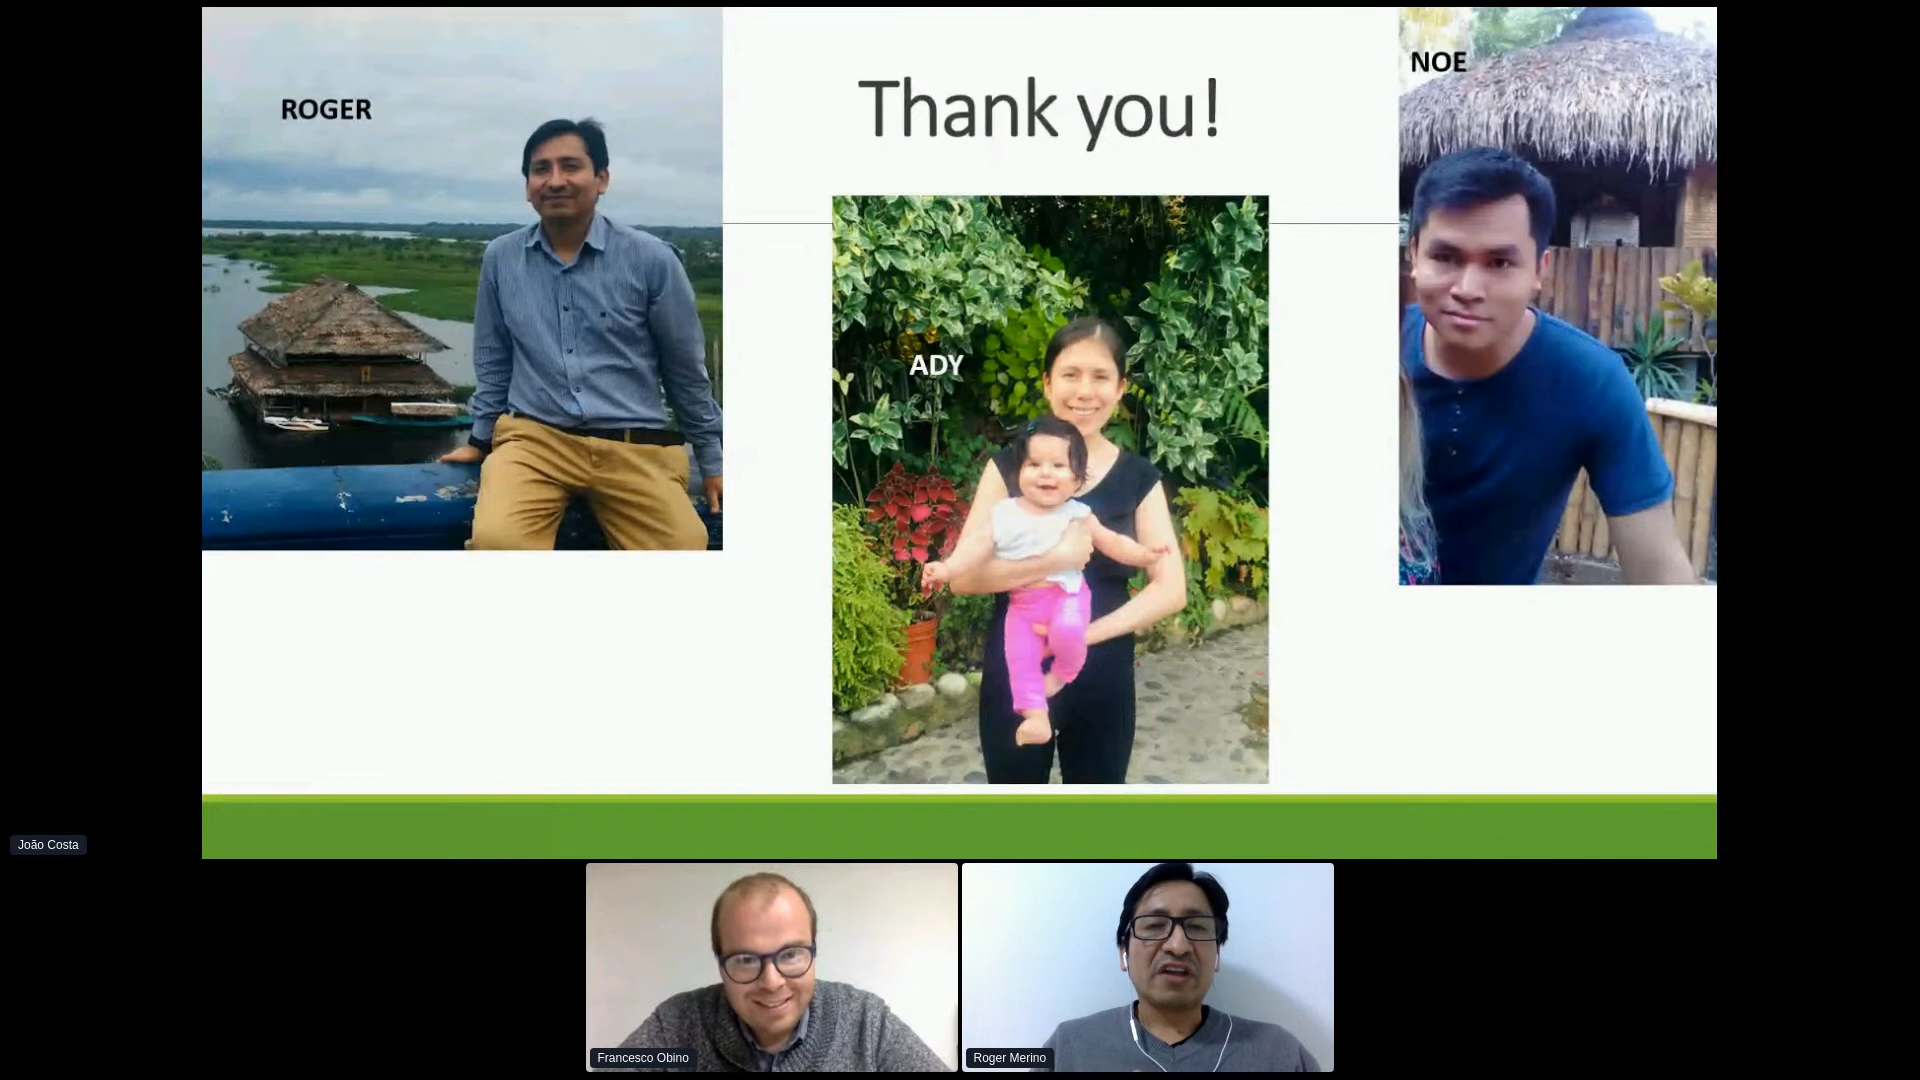 ROGER
Thank you!
NOE
ADY
João Costa
Francesco Obino
Roger Merino